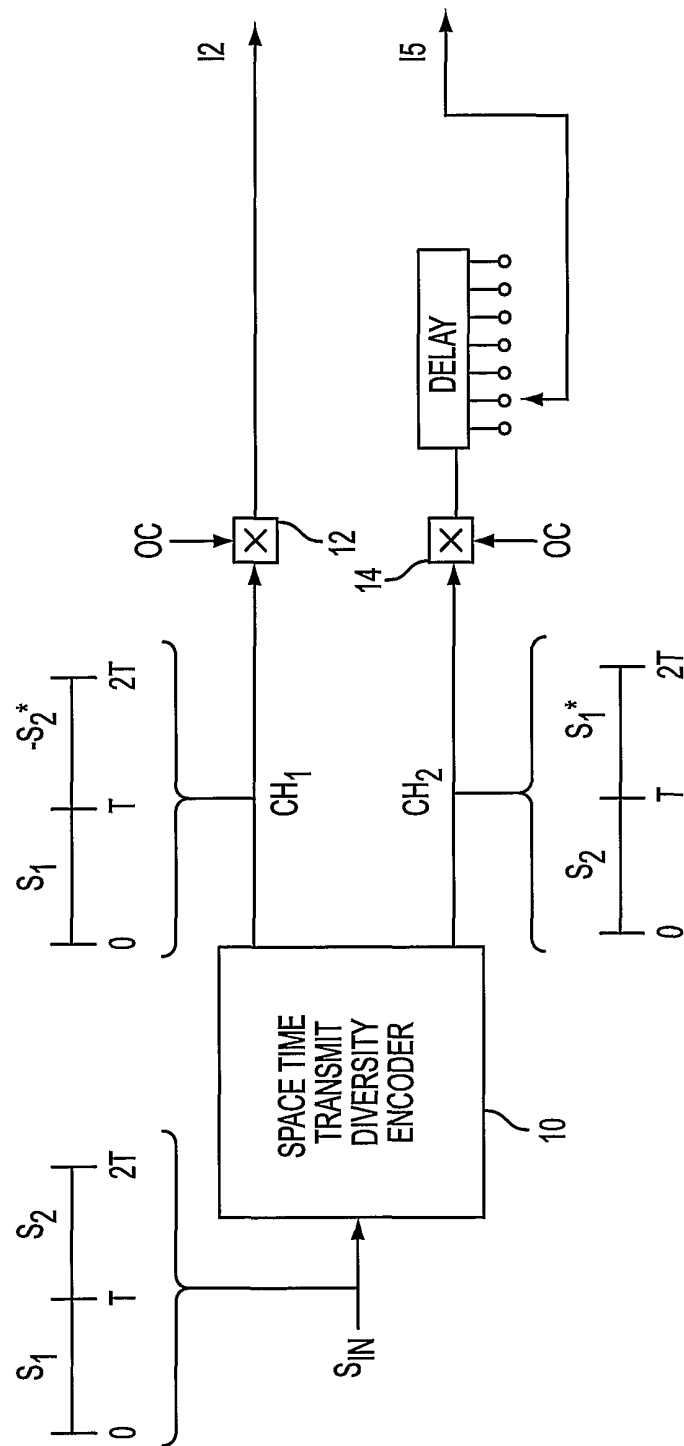 S1 S2
0 T 2T
SIN
SPACE TIME
TRANSMIT
DIVERSITY
ENCODER
10
S1 -S2*
0 T 2T
CH1
OC
12
I2
CH2
S2 S1*
0 T 2T
14
OC
DELAY
I5